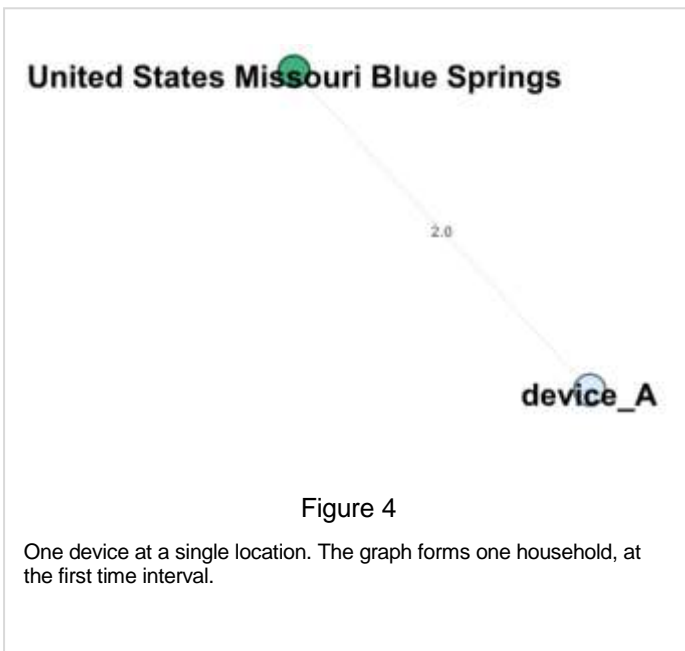 United States Missouri Blue Springs
2.0
device_A
Figure 4
One device at a single location. The graph forms one household, at
the first time interval.